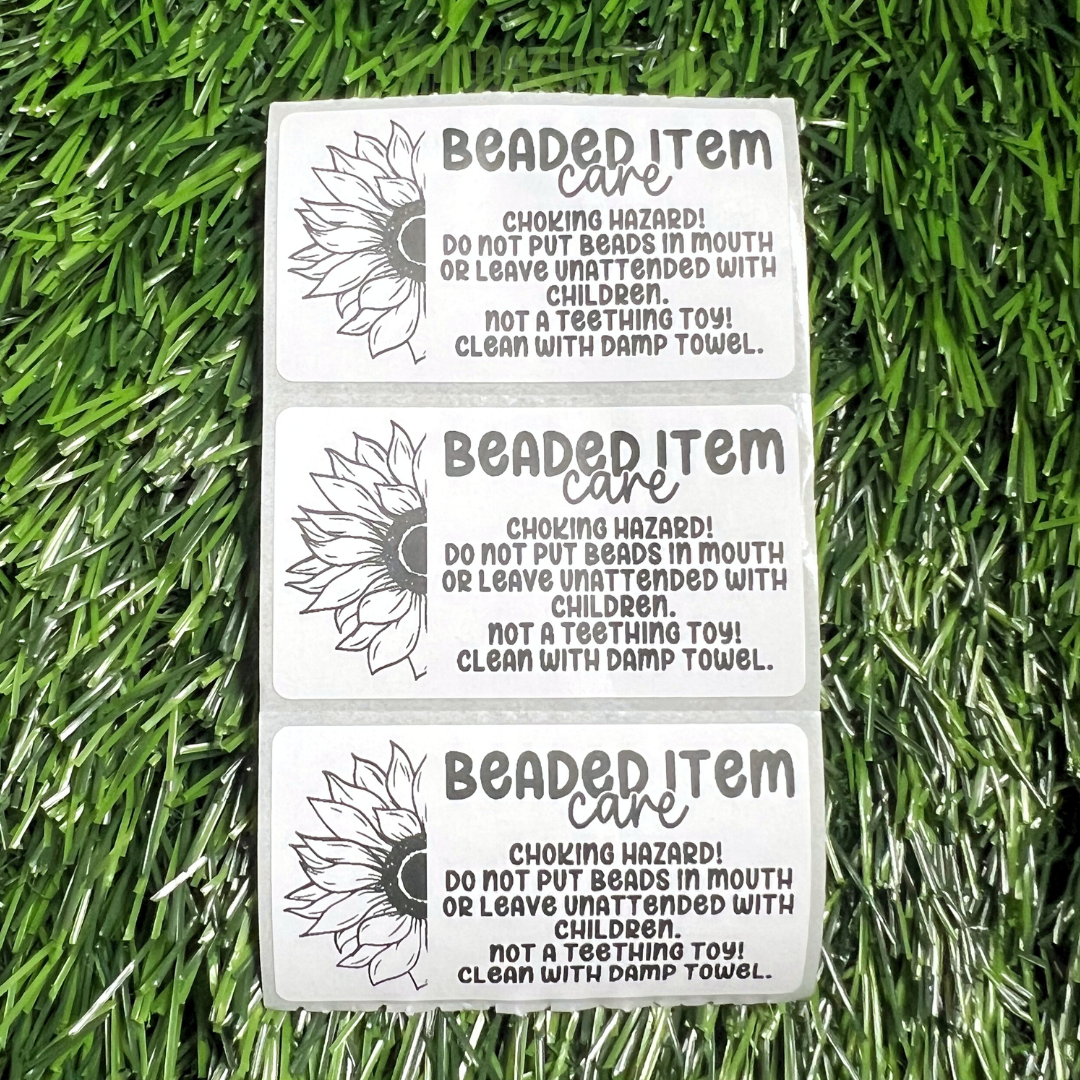 BEADED ITEM
care
CHOKING HAZARD!
DO NOT PUT BEADS IN MOUTH
OR LEAVE UNATTENDED WITH
CHILDREN.
NOT A TEETHING TOY!
CLEAN WITH DAMP TOWEL.
BEADED ITEM
care
CHOKING HAZARD!
DO NOT PUT BEADS IN MOUTH
OR LEAVE UNATTENDED WITH
CHILDREN.
NOT A TEETHING TOY!
CLEAN WITH DAMP TOWEL.
BEADED ITEM
care
CHOKING HAZARD!
DO NOT PUT BEADS IN MOUTH
OR LEAVE UNATTENDED WITH
CHILDREN.
NOT A TEETHING TOY!
CLEAN WITH DAMP TOWEL.